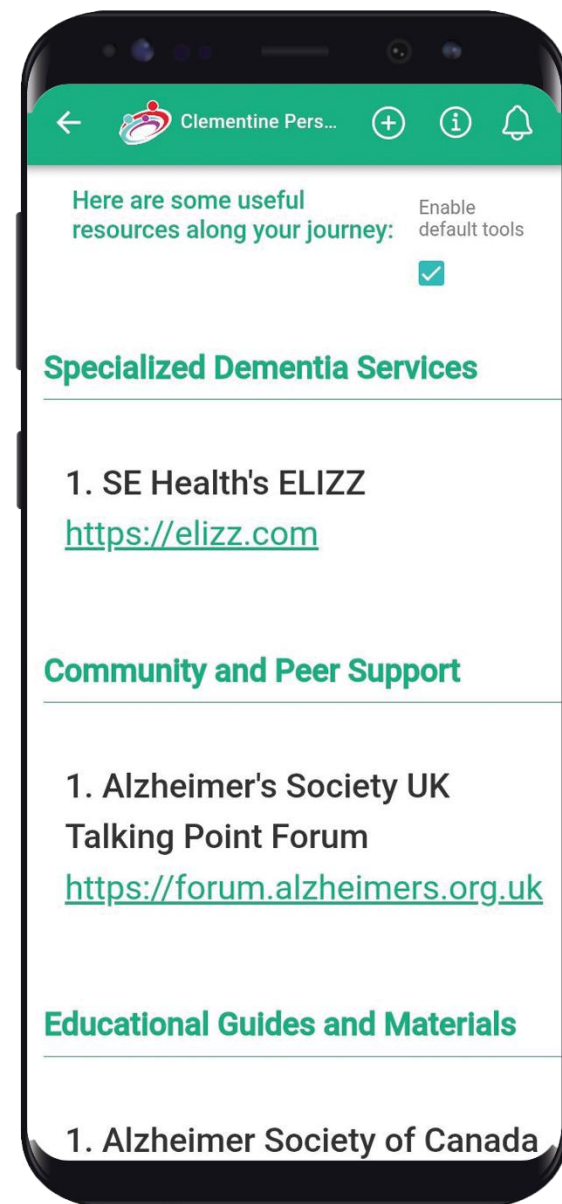 Clementine Pers...
Here are some useful
resources along your journey:
Enable
default tools
Specialized Dementia Services
1. SE Health's ELIZZ
https://elizz.com
Community and Peer Support
1. Alzheimer's Society UK
Talking Point Forum
https://forum.alzheimers.org.uk
Educational Guides and Materials
1. Alzheimer Society of Canada